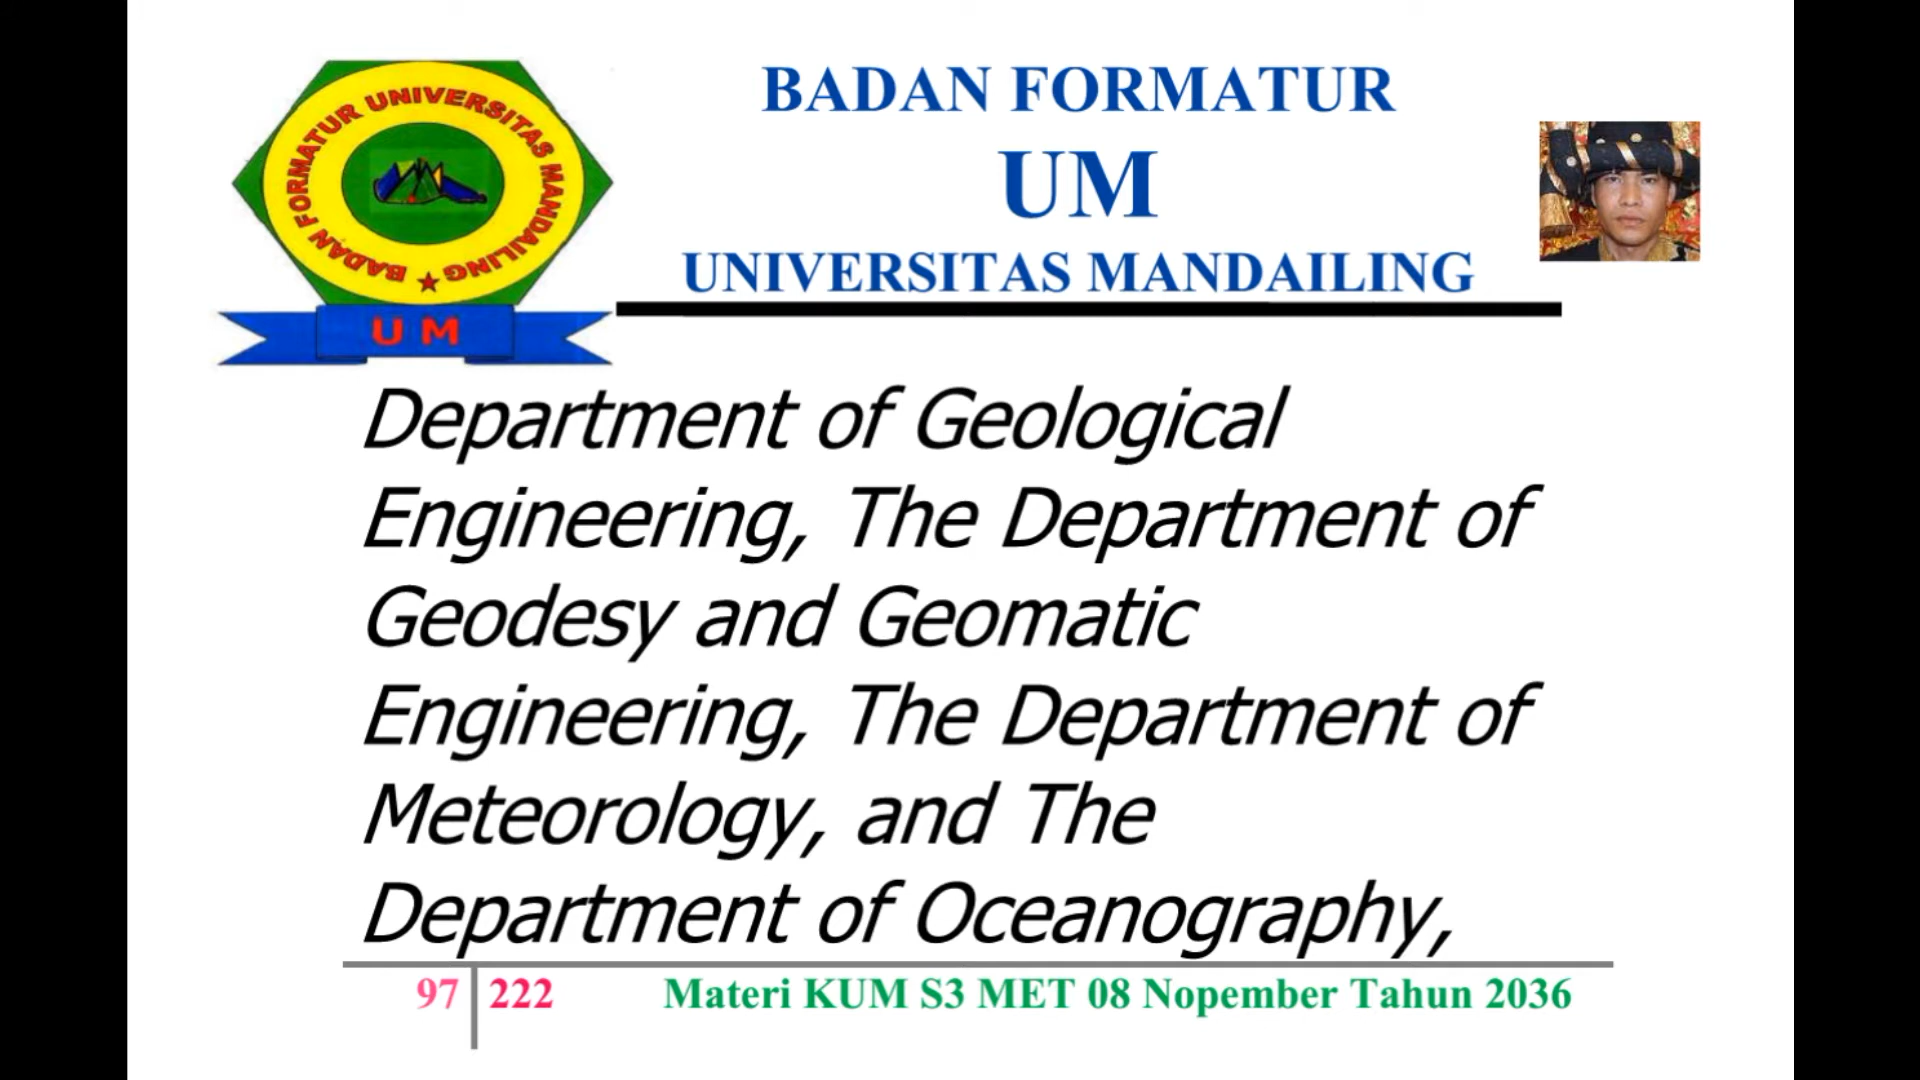 BADAN FORMATUR UNIVERSITAS MANDAILING
U M
BADAN FORMATUR
UM
UNIVERSITAS MANDAILING
Department of Geological
Engineering, The Department of
Geodesy and Geomatic
Engineering, The Department of
Meteorology, and The
Department of Oceanography,
97 222 Materi KUM S3 MET 08 Nopember Tahun 2036